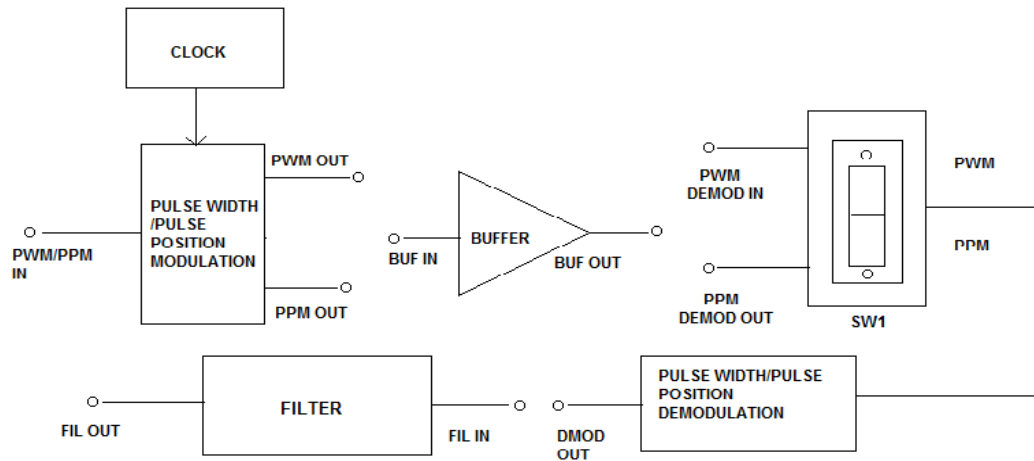 CLOCK
PWM OUT
PULSE WIDTH
/PULSE
POSITION
MODULATION
PWM/PPM
IN
PPM OUT
BUFFER
BUF IN
BUF OUT
PWM
DEMOD IN
PPM
DEMOD OUT
SW1
PWM
PPM
FILTER
FIL OUT
FIL IN
DMOD
OUT
PULSE WIDTH/PULSE
POSITION
DEMODULATION